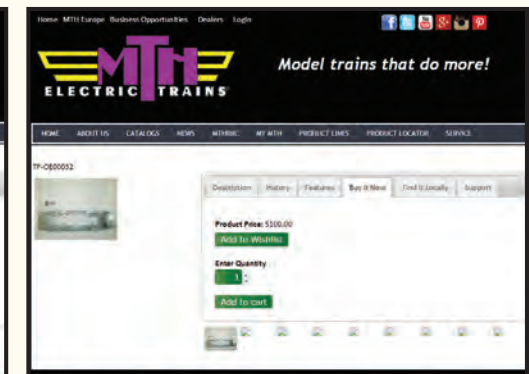 Home MTH Europe Business Opportunities Dealers Login
MTH
ELECTRIC TRAINS
Model trains that do more!
HOME ABOUT US CATALOGS NEWS MTHRRC MY MTH PRODUCT LINES PRODUCT LOCATOR SERVICE
Description History Features Buy It Now Find It Locally Support
Product Price: $100.00
Add to Wishlist
Enter Quantity
1
Add to cart